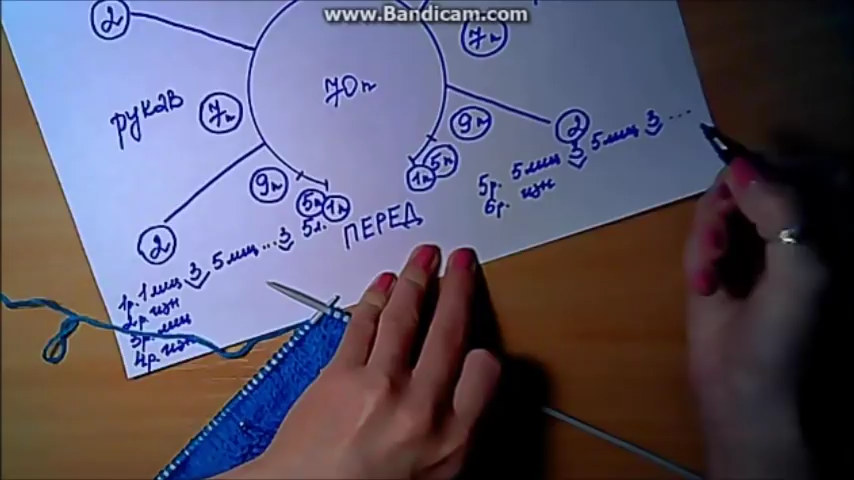 www.Bandicam.com
2
7п
70п
рукав
7п
9п
2
5п
1п
9п
5п 1п
2
ПЕРЕД
5р. 5 лиц 3 5 лиц 3 ...
6р. изн
1р. 1 лиц 3 5 лиц ... 3 5л.
2р. изн
3р. лиц
4р. изн